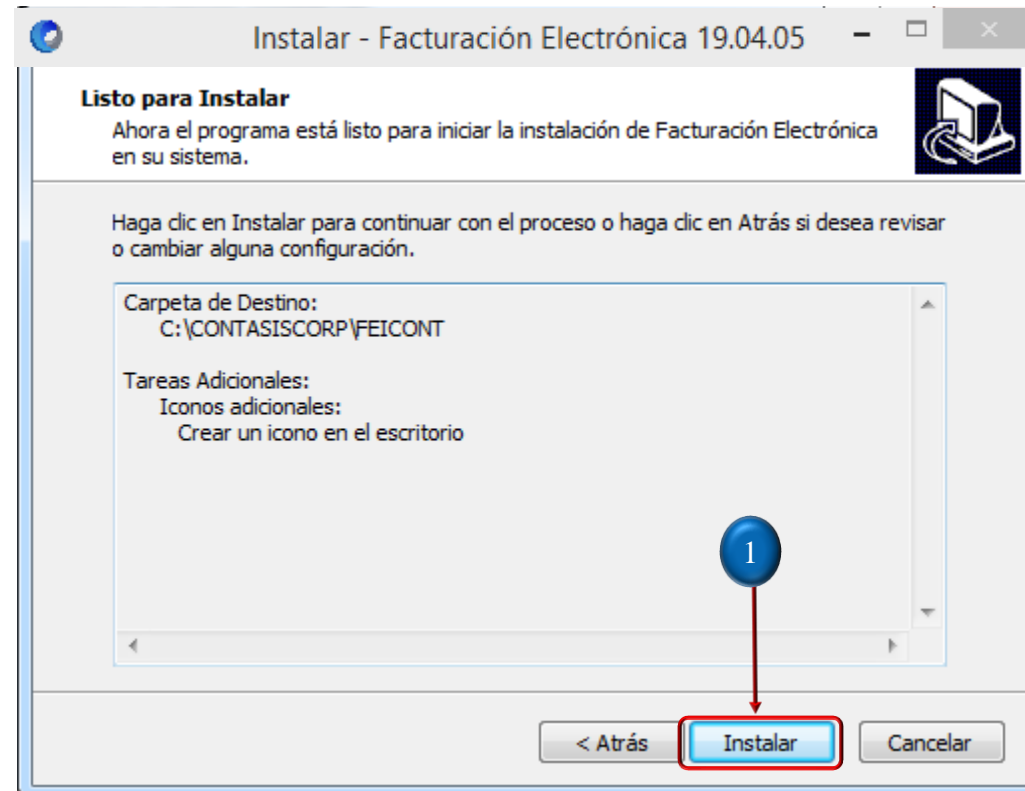 Instalar - Facturación Electrónica 19.04.05
Listo para Instalar
Ahora el programa está listo para iniciar la instalación de Facturación Electrónica
en su sistema.
Haga clic en Instalar para continuar con el proceso o haga clic en Atrás si desea revisar
o cambiar alguna configuración.
Carpeta de Destino:
C:\CONTASISCORP\FEICONT
Tareas Adicionales:
Iconos adicionales:
Crear un icono en el escritorio
1
< Atrás
Instalar
Cancelar